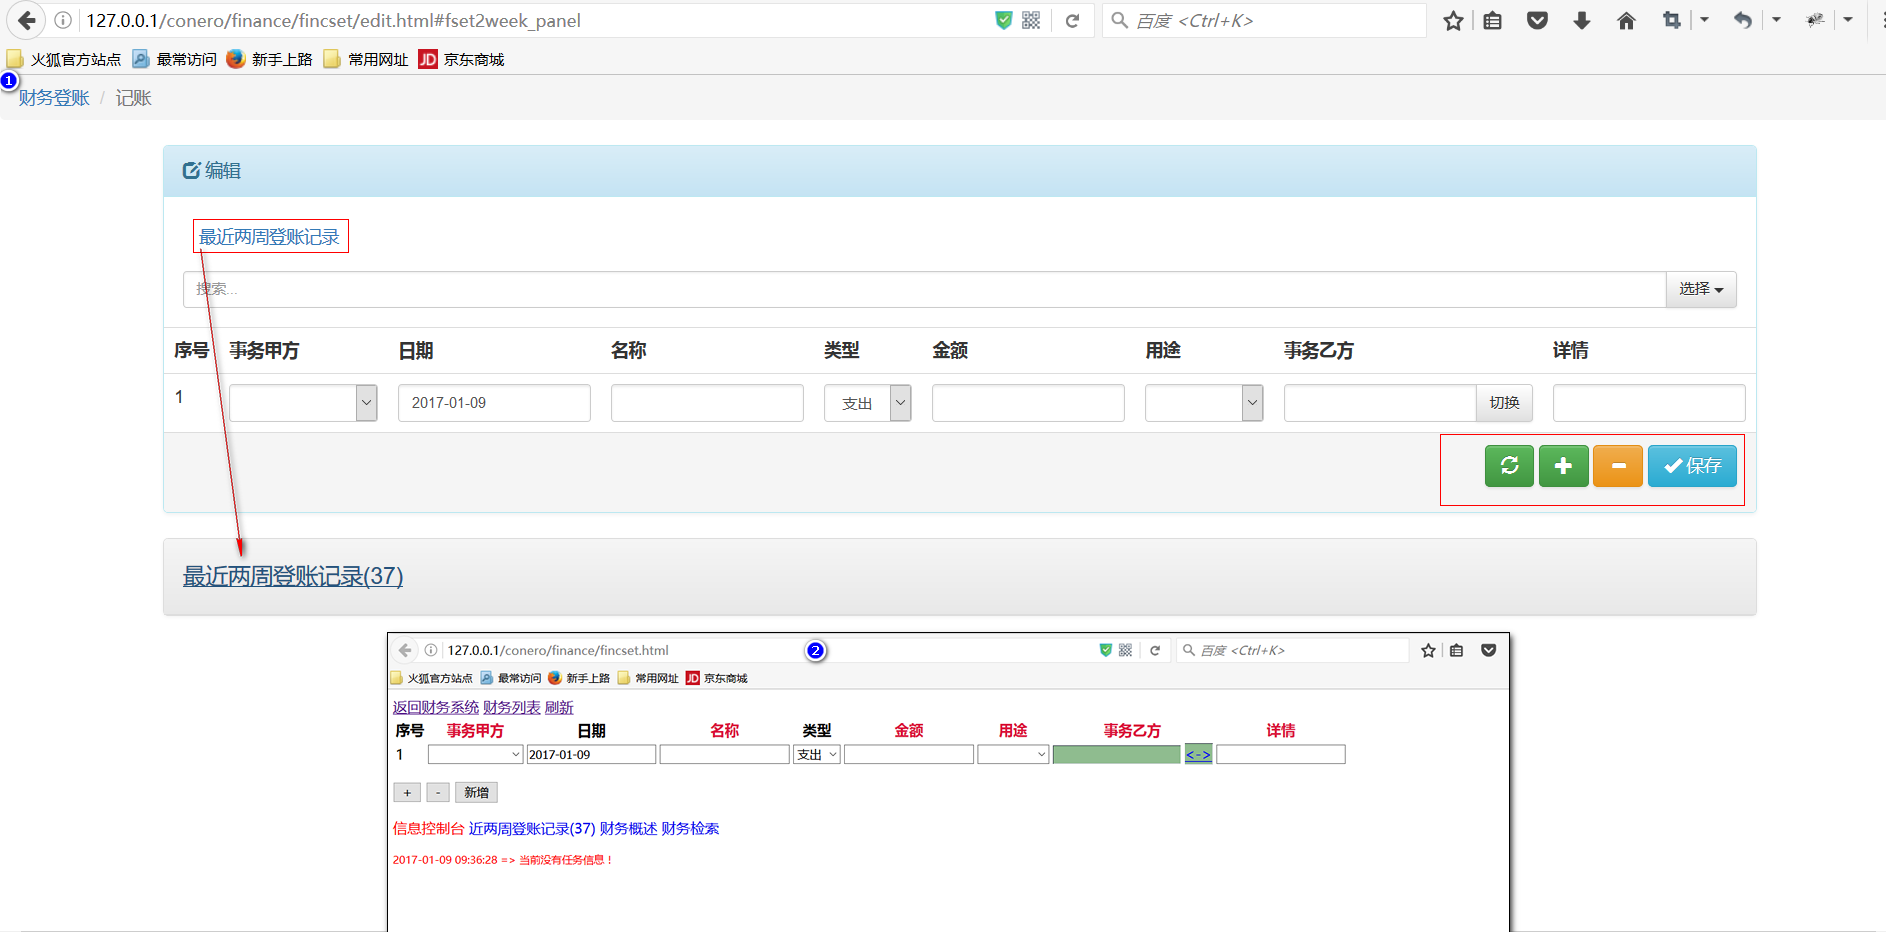 127.0.0.1/conero/finance/fincset/edit.html#fset2week_panel 百度 <Ctrl+K>
火狐官方站点 最常访问 新手上路 常用网址 JD 京东商城
1
财务登账 / 记账
编辑
最近两周登账记录
搜索... 选择
序号 事务甲方 日期 名称 类型 金额 用途 事务乙方 详情
1 2017-01-09 支出 切换
保存
最近两周登账记录(37)
127.0.0.1/conero/finance/fincset.html 2 百度 <Ctrl+K>
火狐官方站点 最常访问 新手上路 常用网址 JD 京东商城
返回财务系统 财务列表 刷新
序号 事务甲方 日期 名称 类型 金额 用途 事务乙方 详情
1 2017-01-09 支出 <->
+ - 新增
信息控制台 近两周登账记录(37) 财务概述 财务检索
2017-01-09 09:36:28 => 当前没有任务信息！